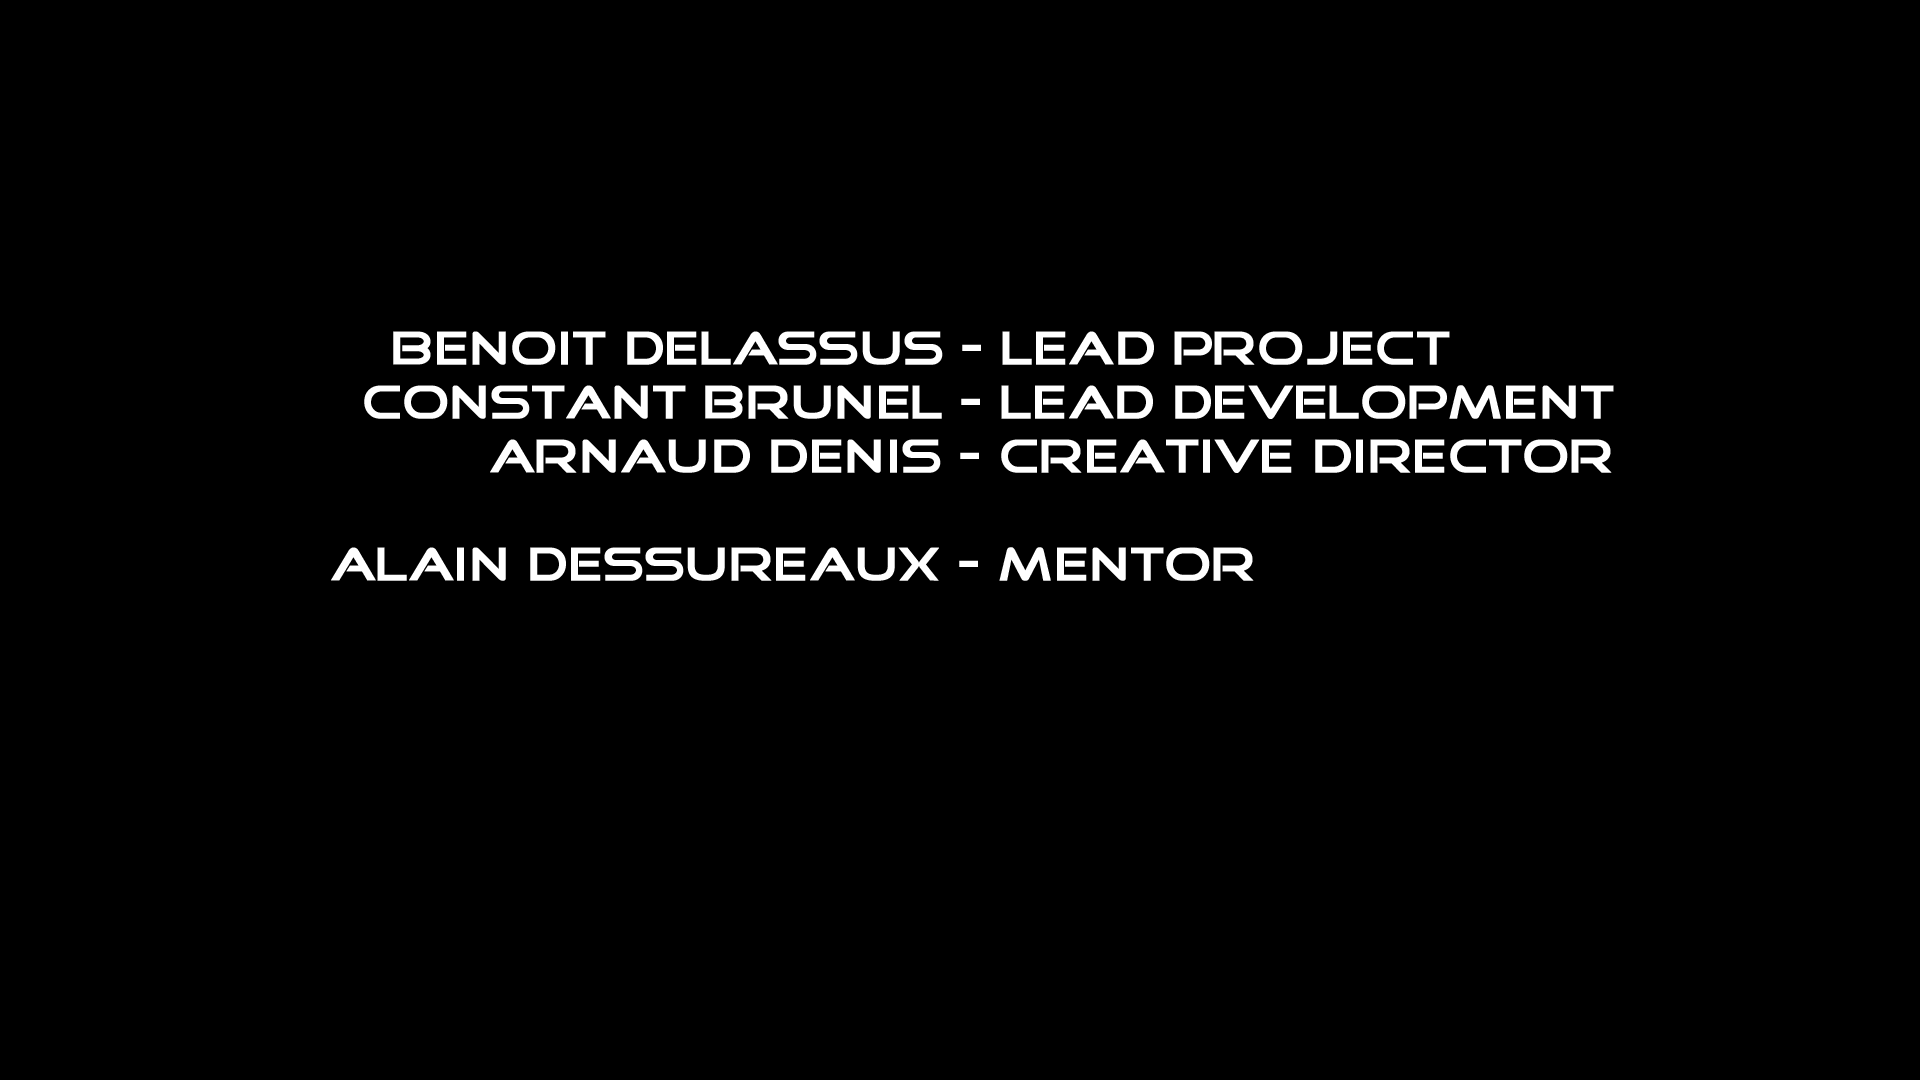 BENOIT DELASSUS - LEAD PROJECT
CONSTANT BRUNEL - LEAD DEVELOPMENT
ARNAUD DENIS - CREATIVE DIRECTOR
ALAIN DESSUREAUX - MENTOR